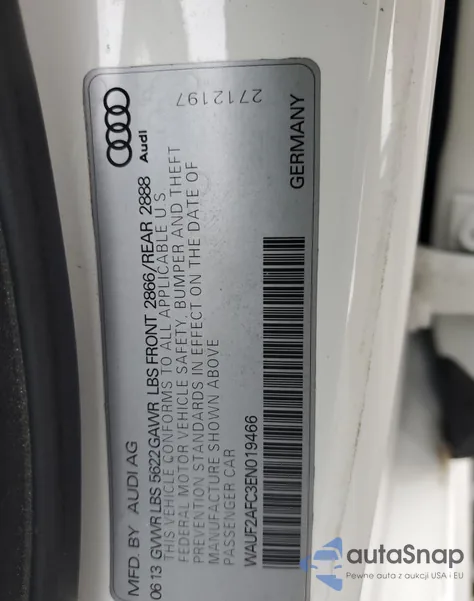 MFD. BY AUDI AG
0613 GVWR LBS 5622 GAWR LBS FRONT 2866/REAR 2888
THIS VEHICLE CONFORMS TO ALL APPLICABLE U S
FEDERAL MOTOR VEHICLE SAFETY, BUMPER AND THEFT
PREVENTION STANDARDS IN EFFECT ON THE DATE OF
MANUFACTURE SHOWN ABOVE
PASSENGER CAR
WAUF2AFC3EN019466
Audi
2712197
GERMANY
autaSnap
Pewne auta z aukcji USA i EU